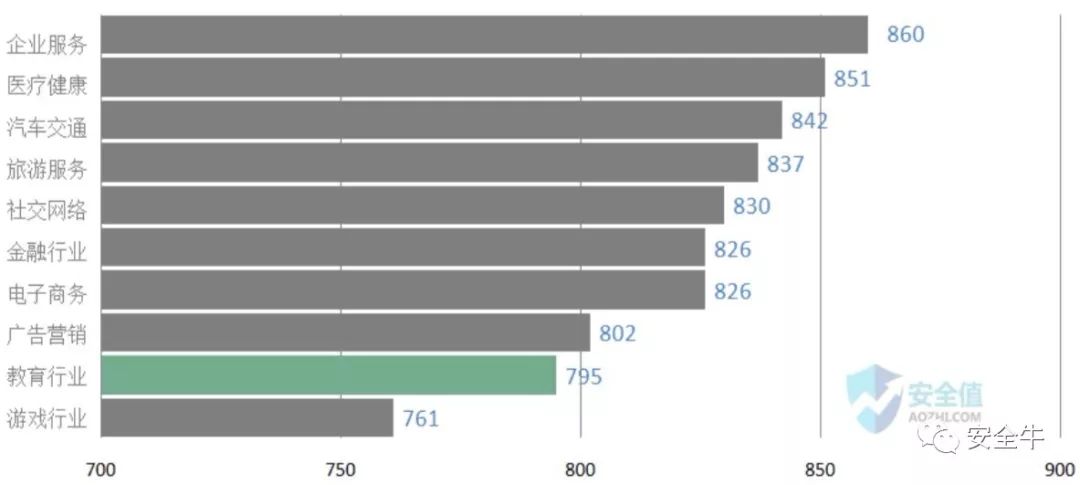 企业服务 860
医疗健康 851
汽车交通 842
旅游服务 837
社交网络 830
金融行业 826
电子商务 826
广告营销 802
教育行业 795
游戏行业 761
安全值
AOZHI.COM
安全牛
700 750 800 850 900